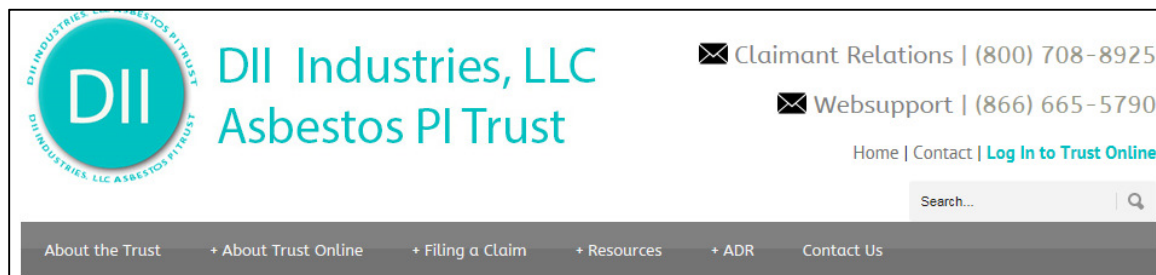 DII INDUSTRIES, LLC ASBESTOS PI TRUST
DII
DII INDUSTRIES, LLC ASBESTOS PI TRUST
DII Industries, LLC
Asbestos PI Trust
Claimant Relations | (800) 708-8925
Websupport | (866) 665-5790
Home | Contact | Log In to Trust Online
Search...
About the Trust + About Trust Online + Filing a Claim + Resources + ADR Contact Us